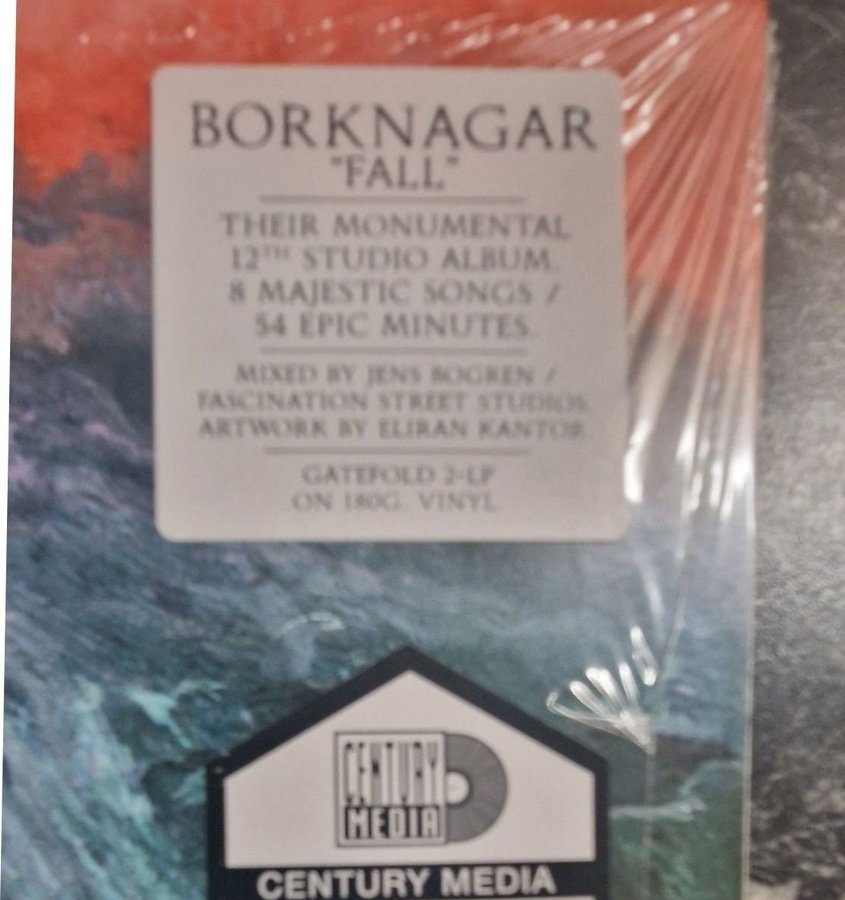 BORKNAGAR
"FALL"
THEIR MONUMENTAL
12TH STUDIO ALBUM.
8 MAJESTIC SONGS /
54 EPIC MINUTES.
MIXED BY JENS BOGREN /
FASCINATION STREET STUDIOS.
ARTWORK BY ELIRAN KANTOR.
GATEFOLD 2-LP
ON 180G. VINYL.
CENTURY
MEDIA
CENTURY MEDIA